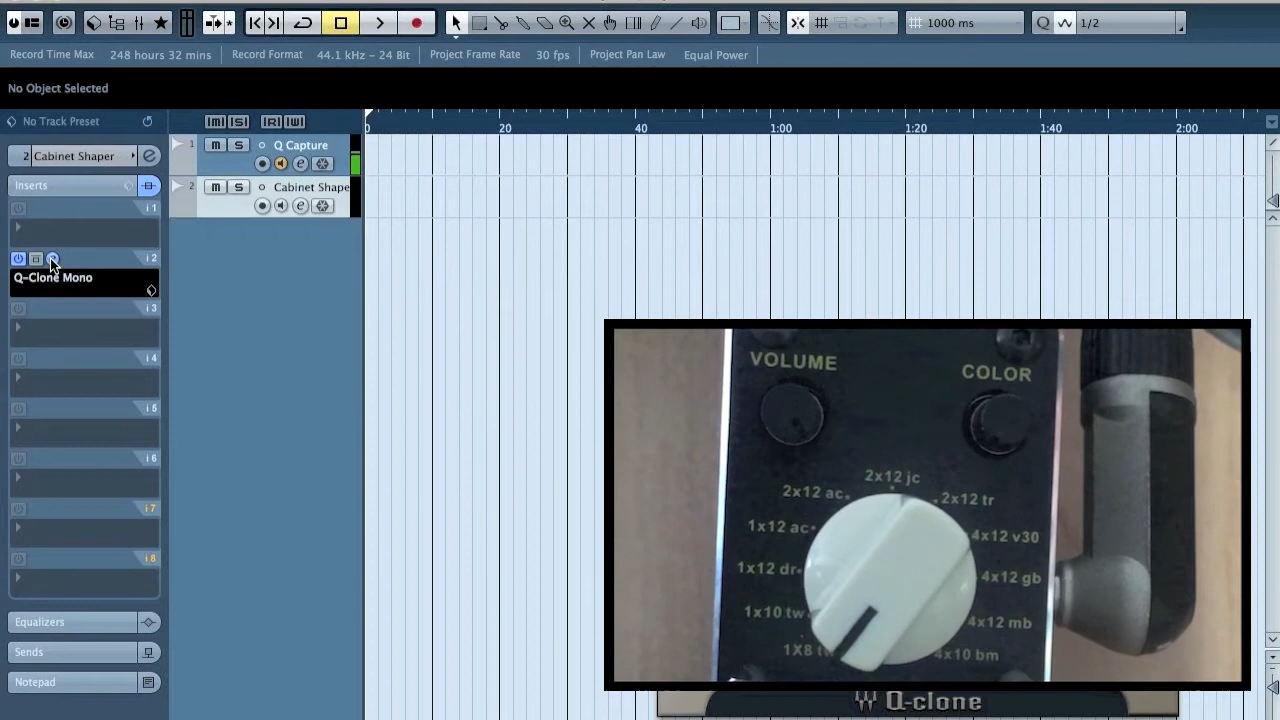 1000 ms
Q
1/2
Record Time Max 248 hours 32 mins Record Format 44.1 kHz - 24 Bit Project Frame Rate 30 fps Project Pan Law Equal Power
No Object Selected
No Track Preset
M S R W
0 20 40 1:00 1:20 1:40 2:00
2 Cabinet Shaper
1 m S Q Capture
e
2 m S Cabinet Shape
e
Inserts
i 1
i 2
Q-Clone Mono
i 3
i 4
i 5
i 6
i 7
i 8
Equalizers
Sends
Notepad
VOLUME
COLOR
2x12 jc
2x12 ac
2x12 tr
1x12 ac
4x12 v30
1x12 dr
4x12 gb
1x10 tw
4x12 mb
1X8
4x10 bm
Q-clone